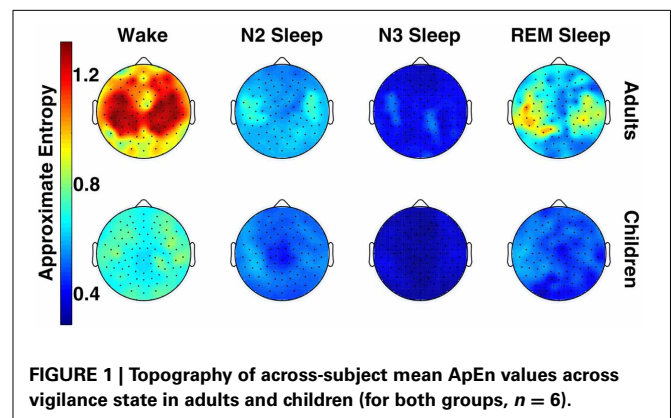 Wake N2 Sleep N3 Sleep REM Sleep
Approximate Entropy
1.2
0.8
0.4
Adults
Children
FIGURE 1 | Topography of across-subject mean ApEn values across
vigilance state in adults and children (for both groups, n = 6).